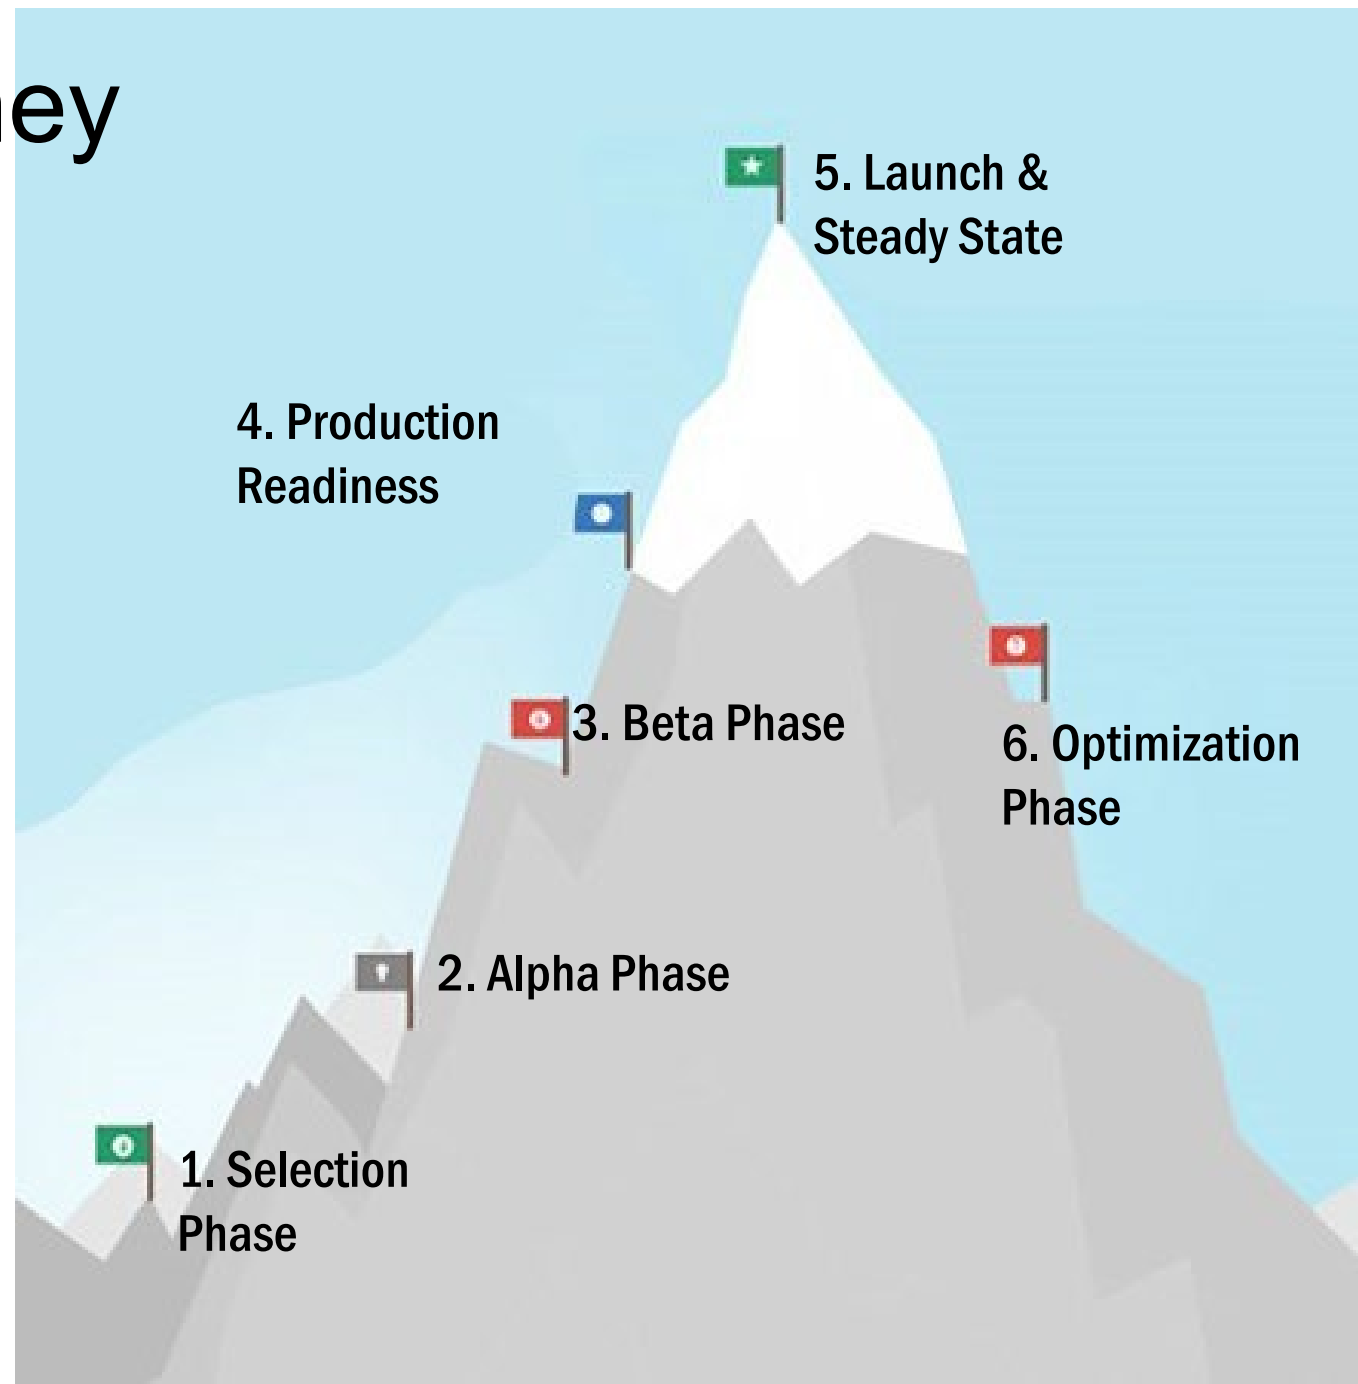 ey
5. Launch &
Steady State
4. Production
Readiness
3. Beta Phase
6. Optimization
Phase
2. Alpha Phase
1. Selection
Phase